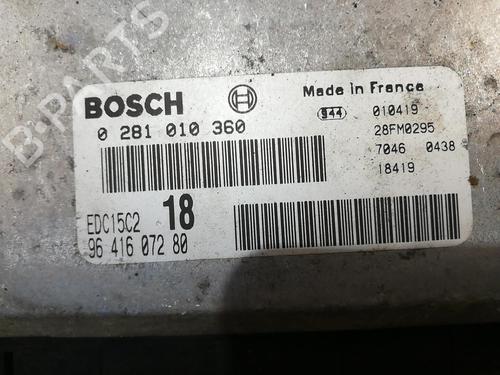 B-PARTS
BOSCH
Made in France
0 281 010 360
944
010419
28FM0295
7046 0438
18419
EDC15C2
18
96 416 072 80